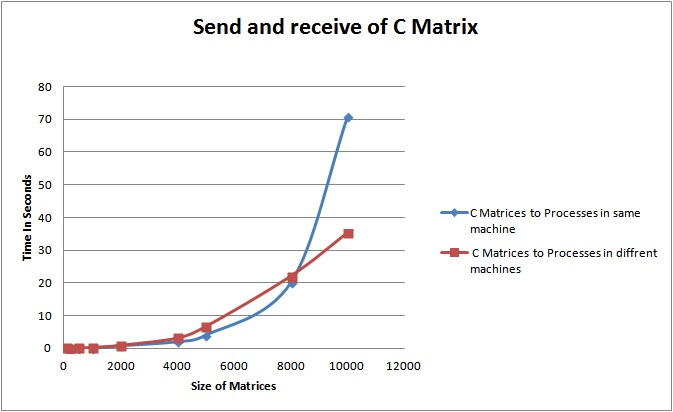 Send and receive of C Matrix
80
70
60
50
40
30
20
10
0
Time In Seconds
0 2000 4000 6000 8000 10000 12000
Size of Matrices
C Matrices to Processes in same
machine
C Matrices to Processes in diffrent
machines